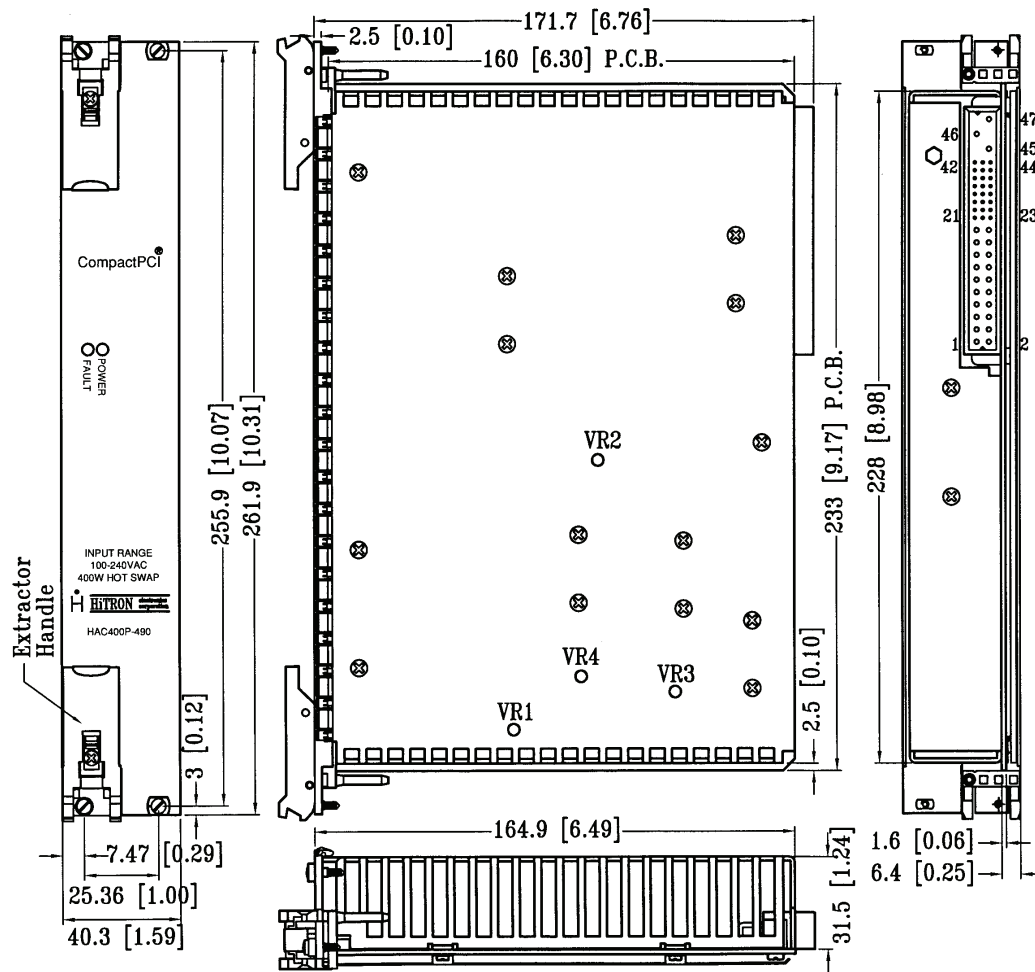 171.7 [6.76]
2.5 [0.10]
160 [6.30] P.C.B.
CompactPCI®
POWER
FAULT
255.9 [10.07]
261.9 [10.31]
INPUT RANGE
100-240VAC
400W HOT SWAP
HiTRON
HAC400P-490
Extractor
Handle
3 [0.12]
7.47 [0.29]
25.36 [1.00]
40.3 [1.59]
VR2
VR4
VR3
VR1
233 [9.17] P.C.B.
2.5 [0.10]
228 [8.98]
47
46
45
42
44
21
23
1
2
164.9 [6.49]
31.5 [1.24]
1.6 [0.06]
6.4 [0.25]